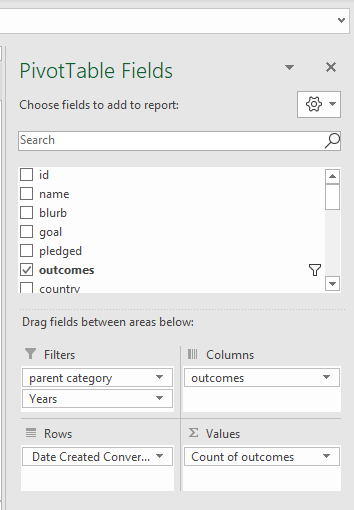 PivotTable Fields
Choose fields to add to report:
Search
id
name
blurb
goal
pledged
outcomes
country
Drag fields between areas below:
Filters
Columns
parent category
outcomes
Years
Rows
Values
Date Created Conver...
Count of outcomes